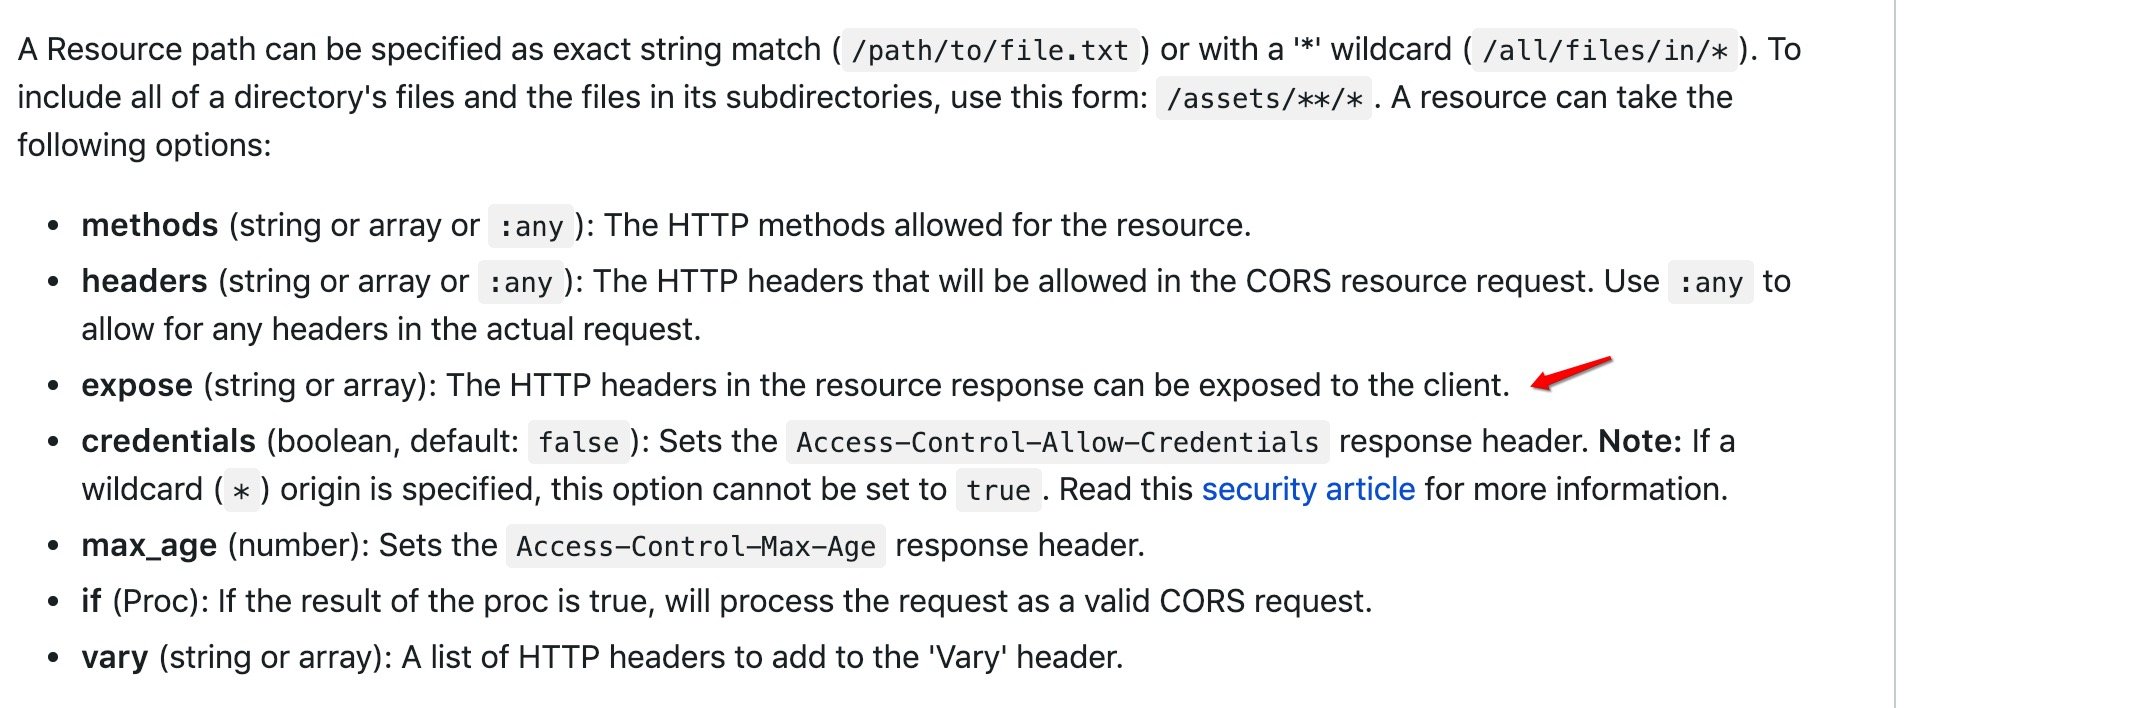 A Resource path can be specified as exact string match ( /path/to/file.txt ) or with a '*' wildcard ( /all/files/in/* ). To
include all of a directory's files and the files in its subdirectories, use this form: /assets/**/* . A resource can take the
following options:
• methods (string or array or :any ): The HTTP methods allowed for the resource.
• headers (string or array or :any ): The HTTP headers that will be allowed in the CORS resource request. Use :any to
allow for any headers in the actual request.
• expose (string or array): The HTTP headers in the resource response can be exposed to the client.
• credentials (boolean, default: false ): Sets the Access-Control-Allow-Credentials response header. Note: If a
wildcard ( * ) origin is specified, this option cannot be set to true . Read this security article for more information.
• max_age (number): Sets the Access-Control-Max-Age response header.
• if (Proc): If the result of the proc is true, will process the request as a valid CORS request.
• vary (string or array): A list of HTTP headers to add to the 'Vary' header.